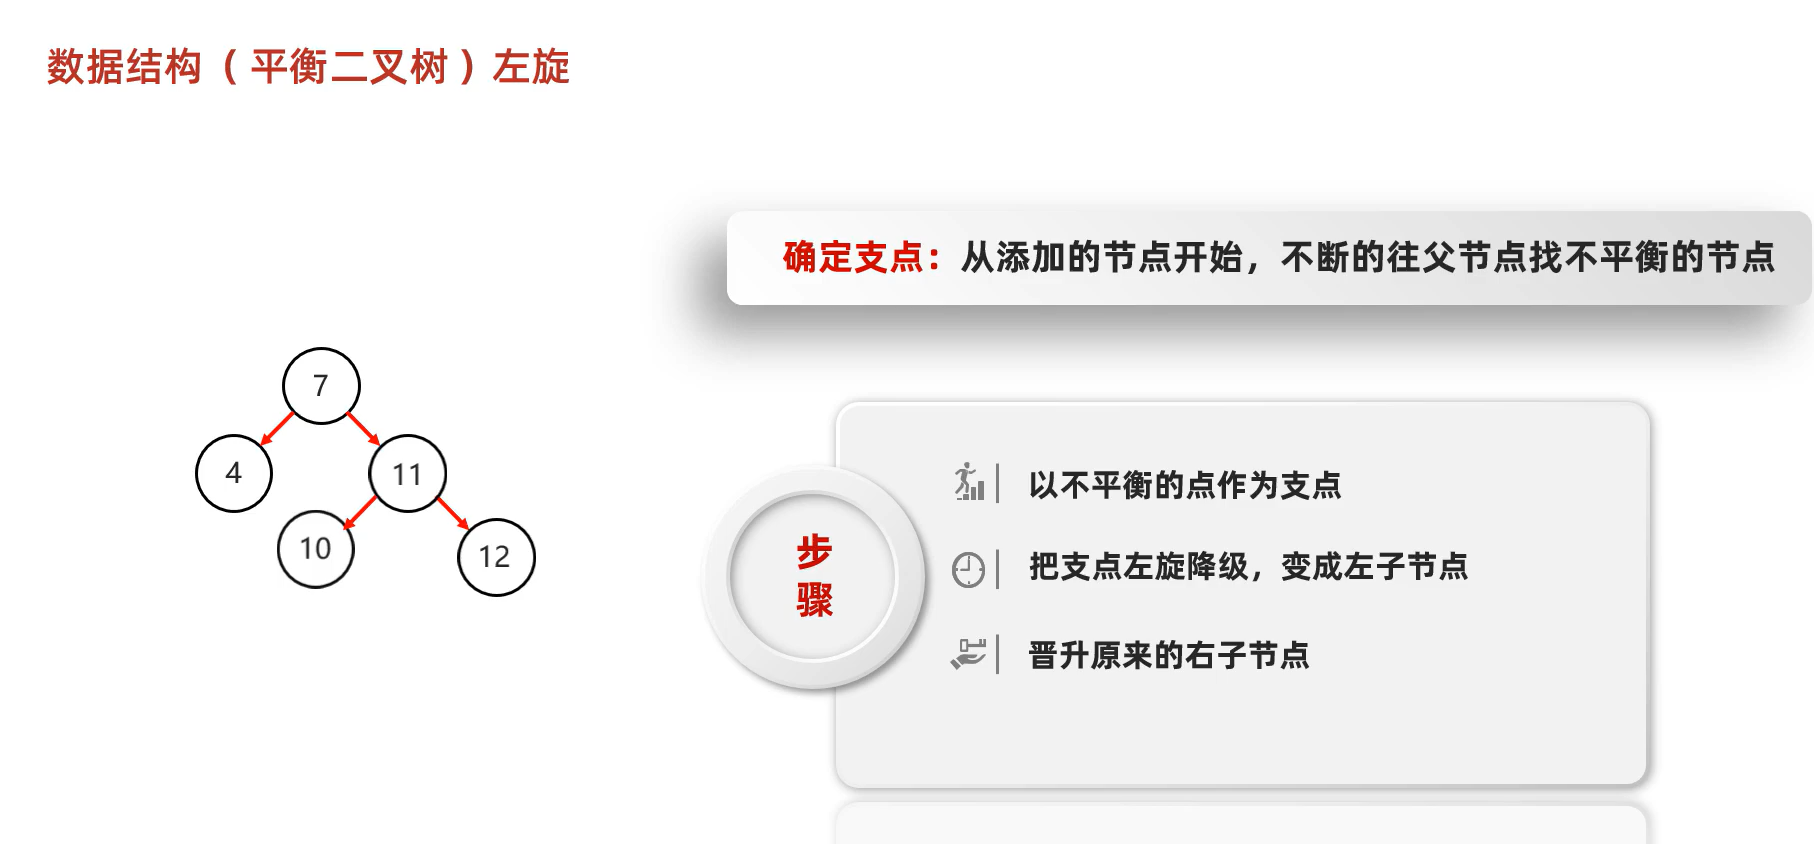 数据结构（平衡二叉树）左旋
确定支点：从添加的节点开始，不断的往父节点找不平衡的节点
7
4
11
10
12
步
骤
以不平衡的点作为支点
把支点左旋降级，变成左子节点
晋升原来的右子节点